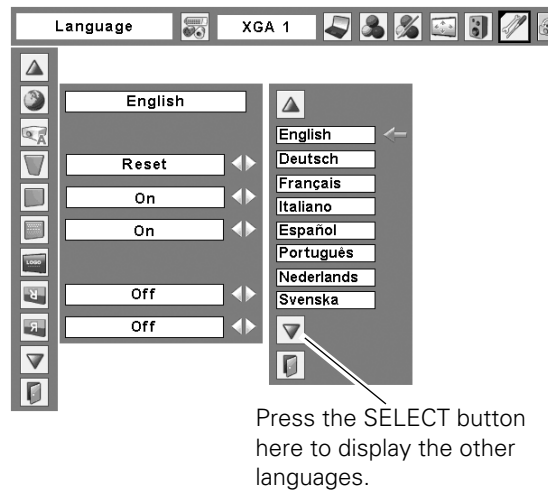 Language
XGA 1
English
Reset
On
On
LOGO
R
R
Off
Off
English
Deutsch
Français
Italiano
Español
Português
Nederlands
Svenska
Press the SELECT button
here to display the other
languages.